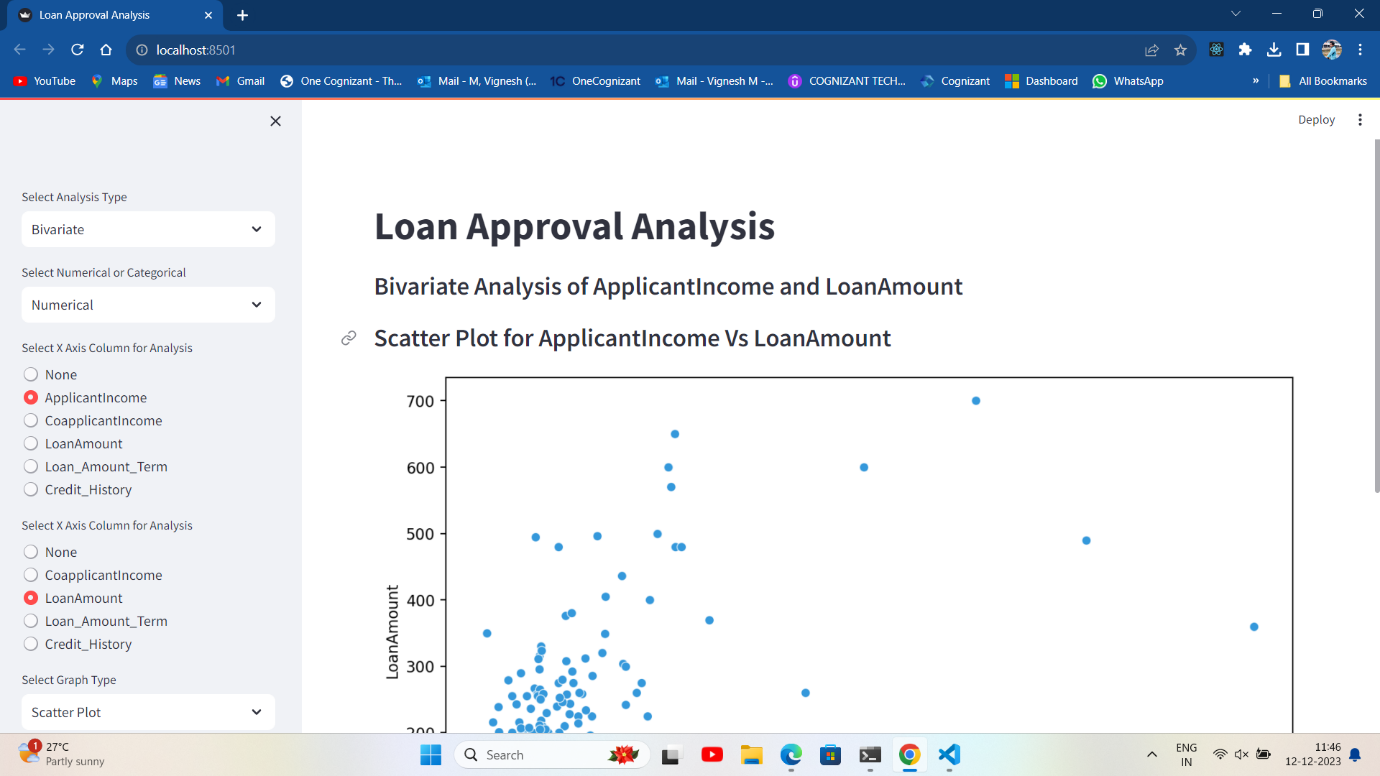 Loan Approval Analysis
localhost:8501
YouTube
Maps
News
Gmail
One Cognizant - Th...
Mail - M, Vignesh (...
1C OneCognizant
Mail - Vignesh M -...
COGNIZANT TECH...
Cognizant
Dashboard
WhatsApp
»
All Bookmarks
Deploy
Select Analysis Type
Bivariate
Select Numerical or Categorical
Numerical
Select X Axis Column for Analysis
None
ApplicantIncome
CoapplicantIncome
LoanAmount
Loan_Amount_Term
Credit_History
Select X Axis Column for Analysis
None
CoapplicantIncome
LoanAmount
Loan_Amount_Term
Credit_History
Select Graph Type
Scatter Plot
Loan Approval Analysis
Bivariate Analysis of ApplicantIncome and LoanAmount
Scatter Plot for ApplicantIncome Vs LoanAmount
700
600
500
400
300
200
LoanAmount
1
27°C
Partly sunny
Search
ENG
IN
11:46
12-12-2023